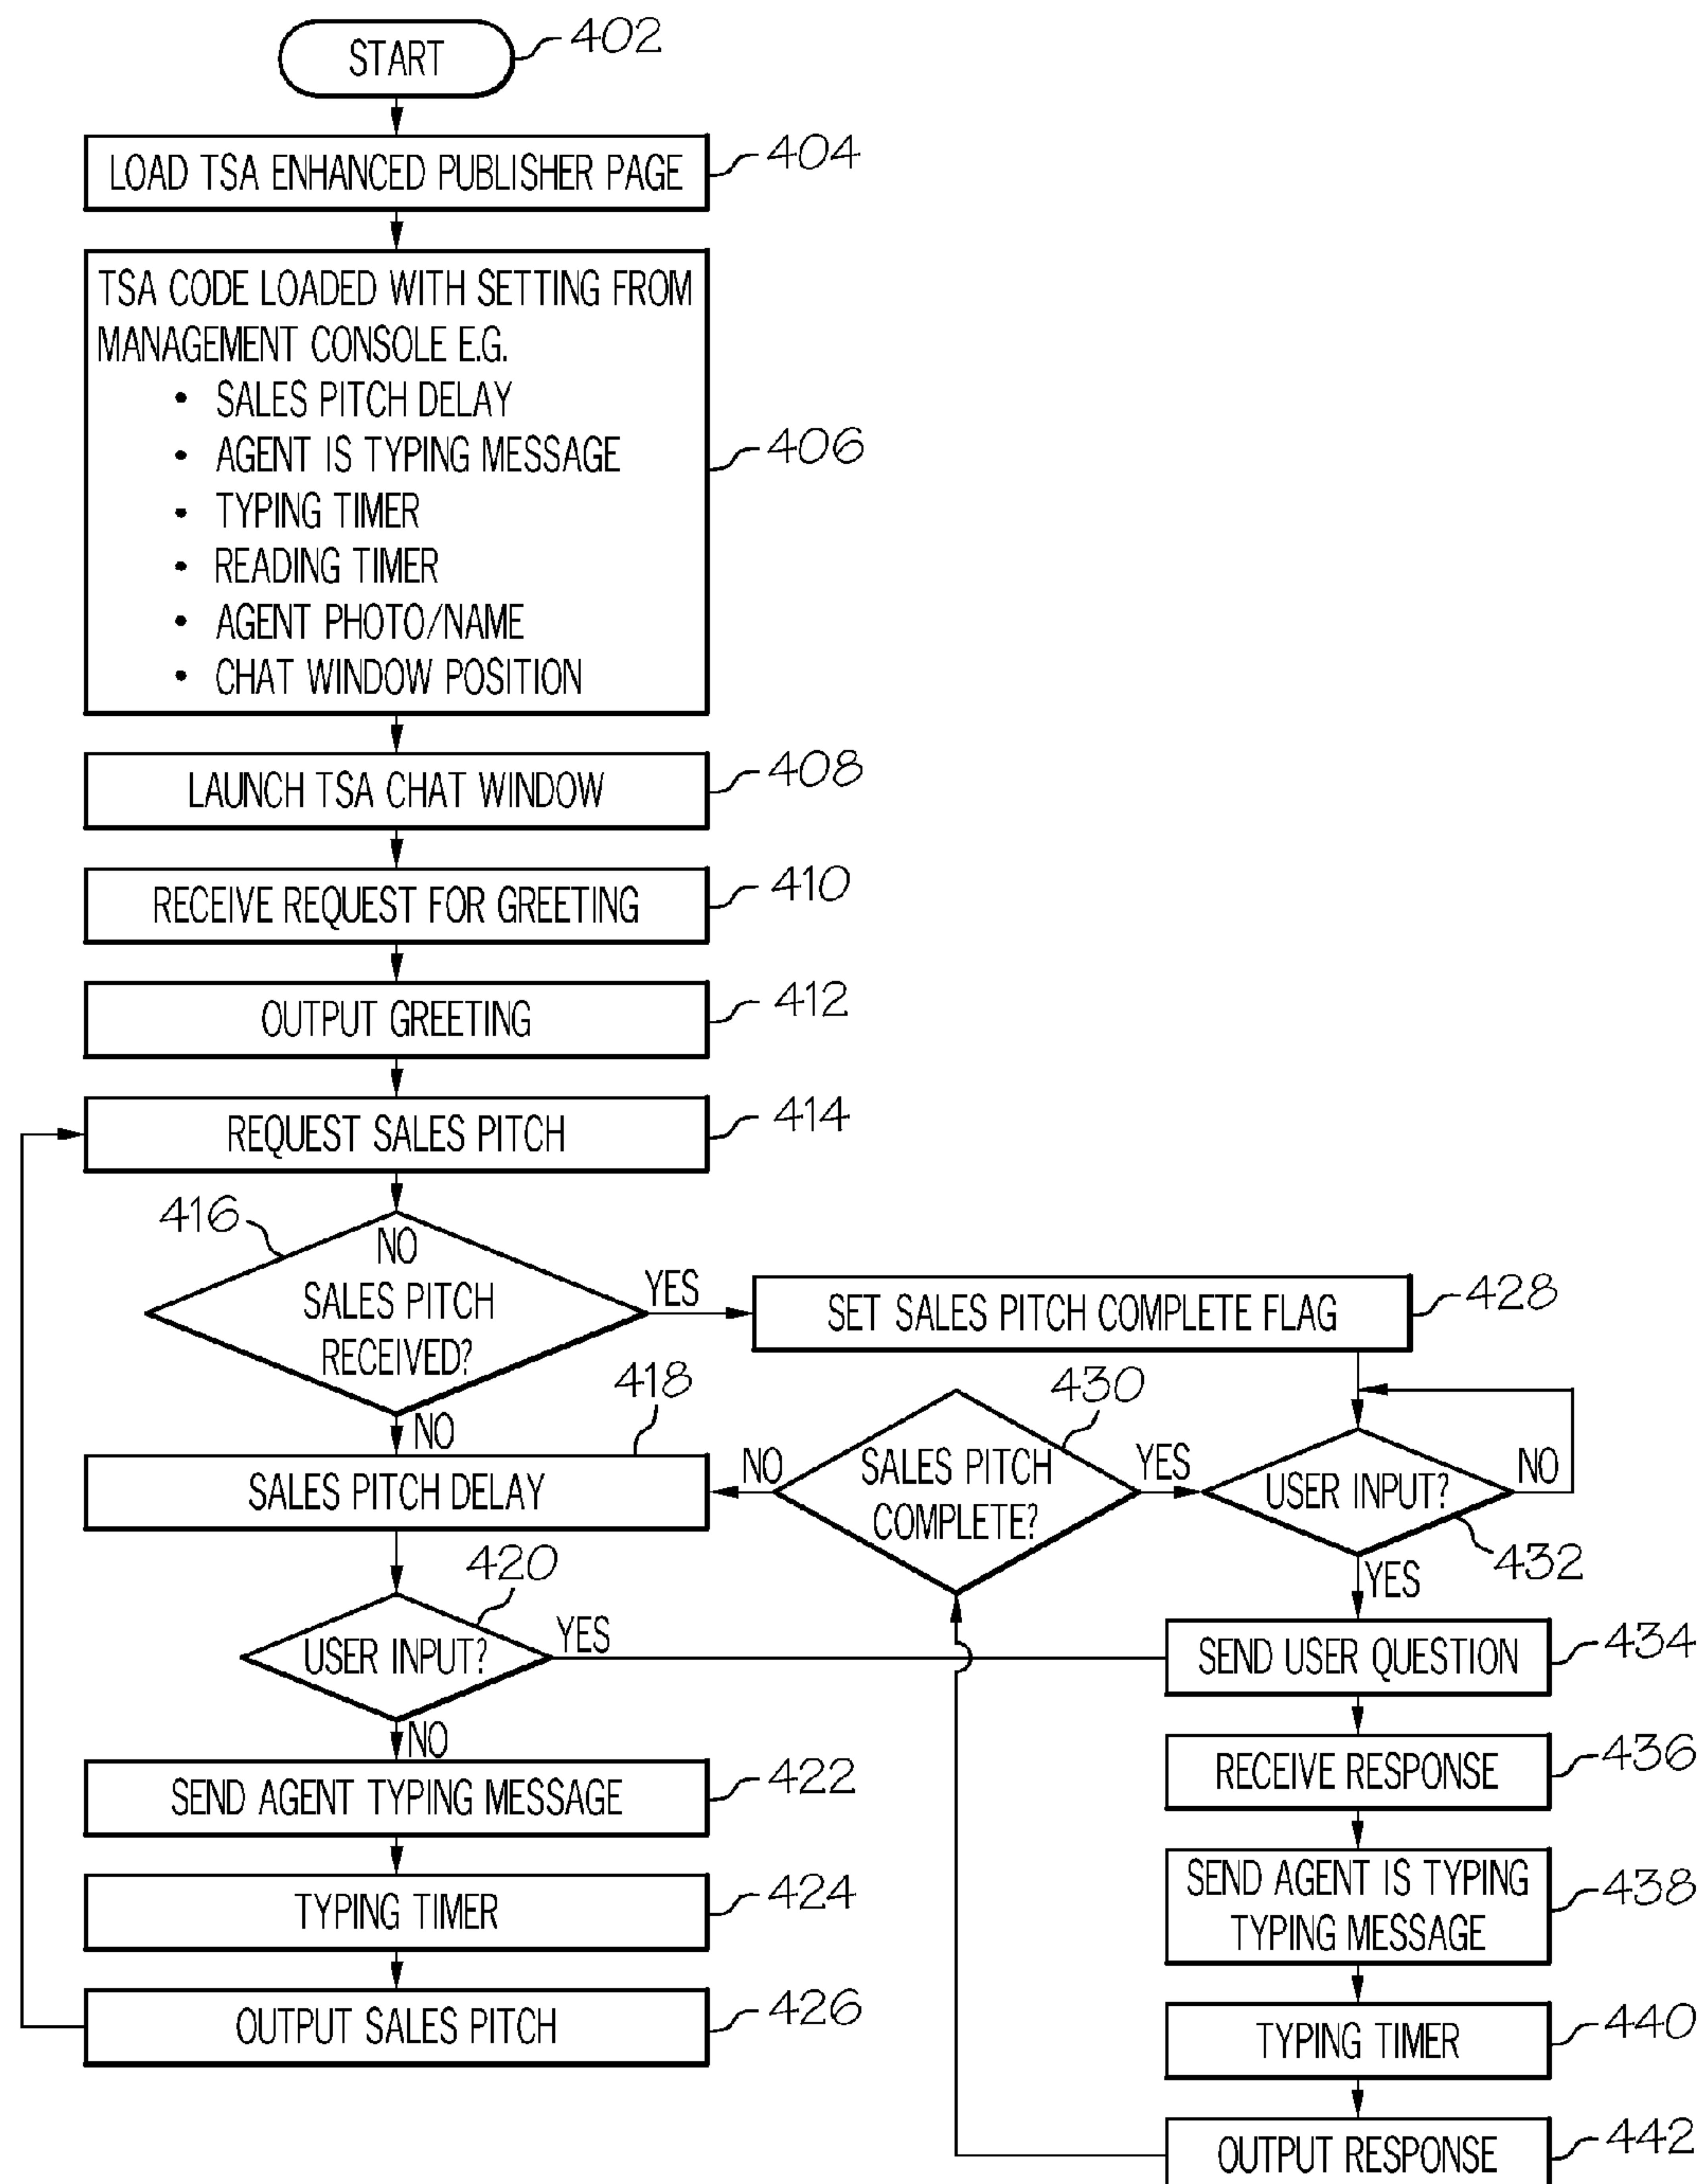 START
402
LOAD TSA ENHANCED PUBLISHER PAGE
404
TSA CODE LOADED WITH SETTING FROM
MANAGEMENT CONSOLE E.G.
• SALES PITCH DELAY
• AGENT IS TYPING MESSAGE
• TYPING TIMER
• READING TIMER
• AGENT PHOTO/NAME
• CHAT WINDOW POSITION
406
LAUNCH TSA CHAT WINDOW
408
RECEIVE REQUEST FOR GREETING
410
OUTPUT GREETING
412
REQUEST SALES PITCH
414
416
NO
SALES PITCH
RECEIVED?
YES
NO
SET SALES PITCH COMPLETE FLAG
428
418
SALES PITCH DELAY
NO
430
SALES PITCH
COMPLETE?
YES
USER INPUT?
NO
432
YES
420
USER INPUT?
YES
NO
SEND USER QUESTION
434
SEND AGENT TYPING MESSAGE
422
RECEIVE RESPONSE
436
TYPING TIMER
424
SEND AGENT IS TYPING
TYPING MESSAGE
438
OUTPUT SALES PITCH
426
TYPING TIMER
440
OUTPUT RESPONSE
442